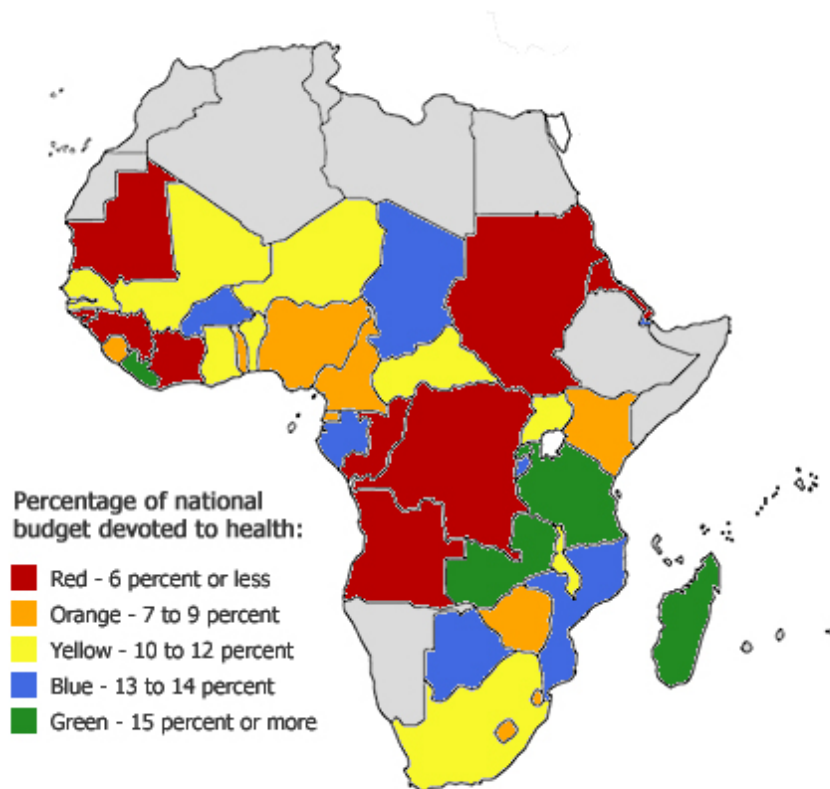 Percentage of national
budget devoted to health:
Red - 6 percent or less
Orange - 7 to 9 percent
Yellow - 10 to 12 percent
Blue - 13 to 14 percent
Green - 15 percent or more